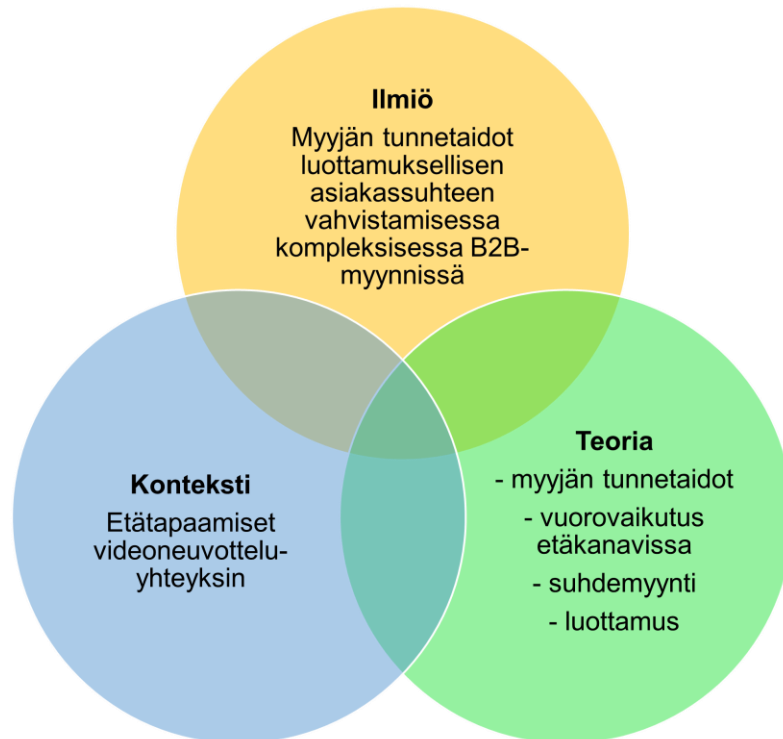 Ilmiö
Myyjän tunnetaidot
luottamuksellisen
asiakassuhteen
vahvistamisessa
kompleksisessa B2B-
myynnissä
Konteksti
Etätapaamiset
videoneuvottelu-
yhteyksin
Teoria
- myyjän tunnetaidot
- vuorovaikutus
etäkanavissa
- suhdemyynti
- luottamus